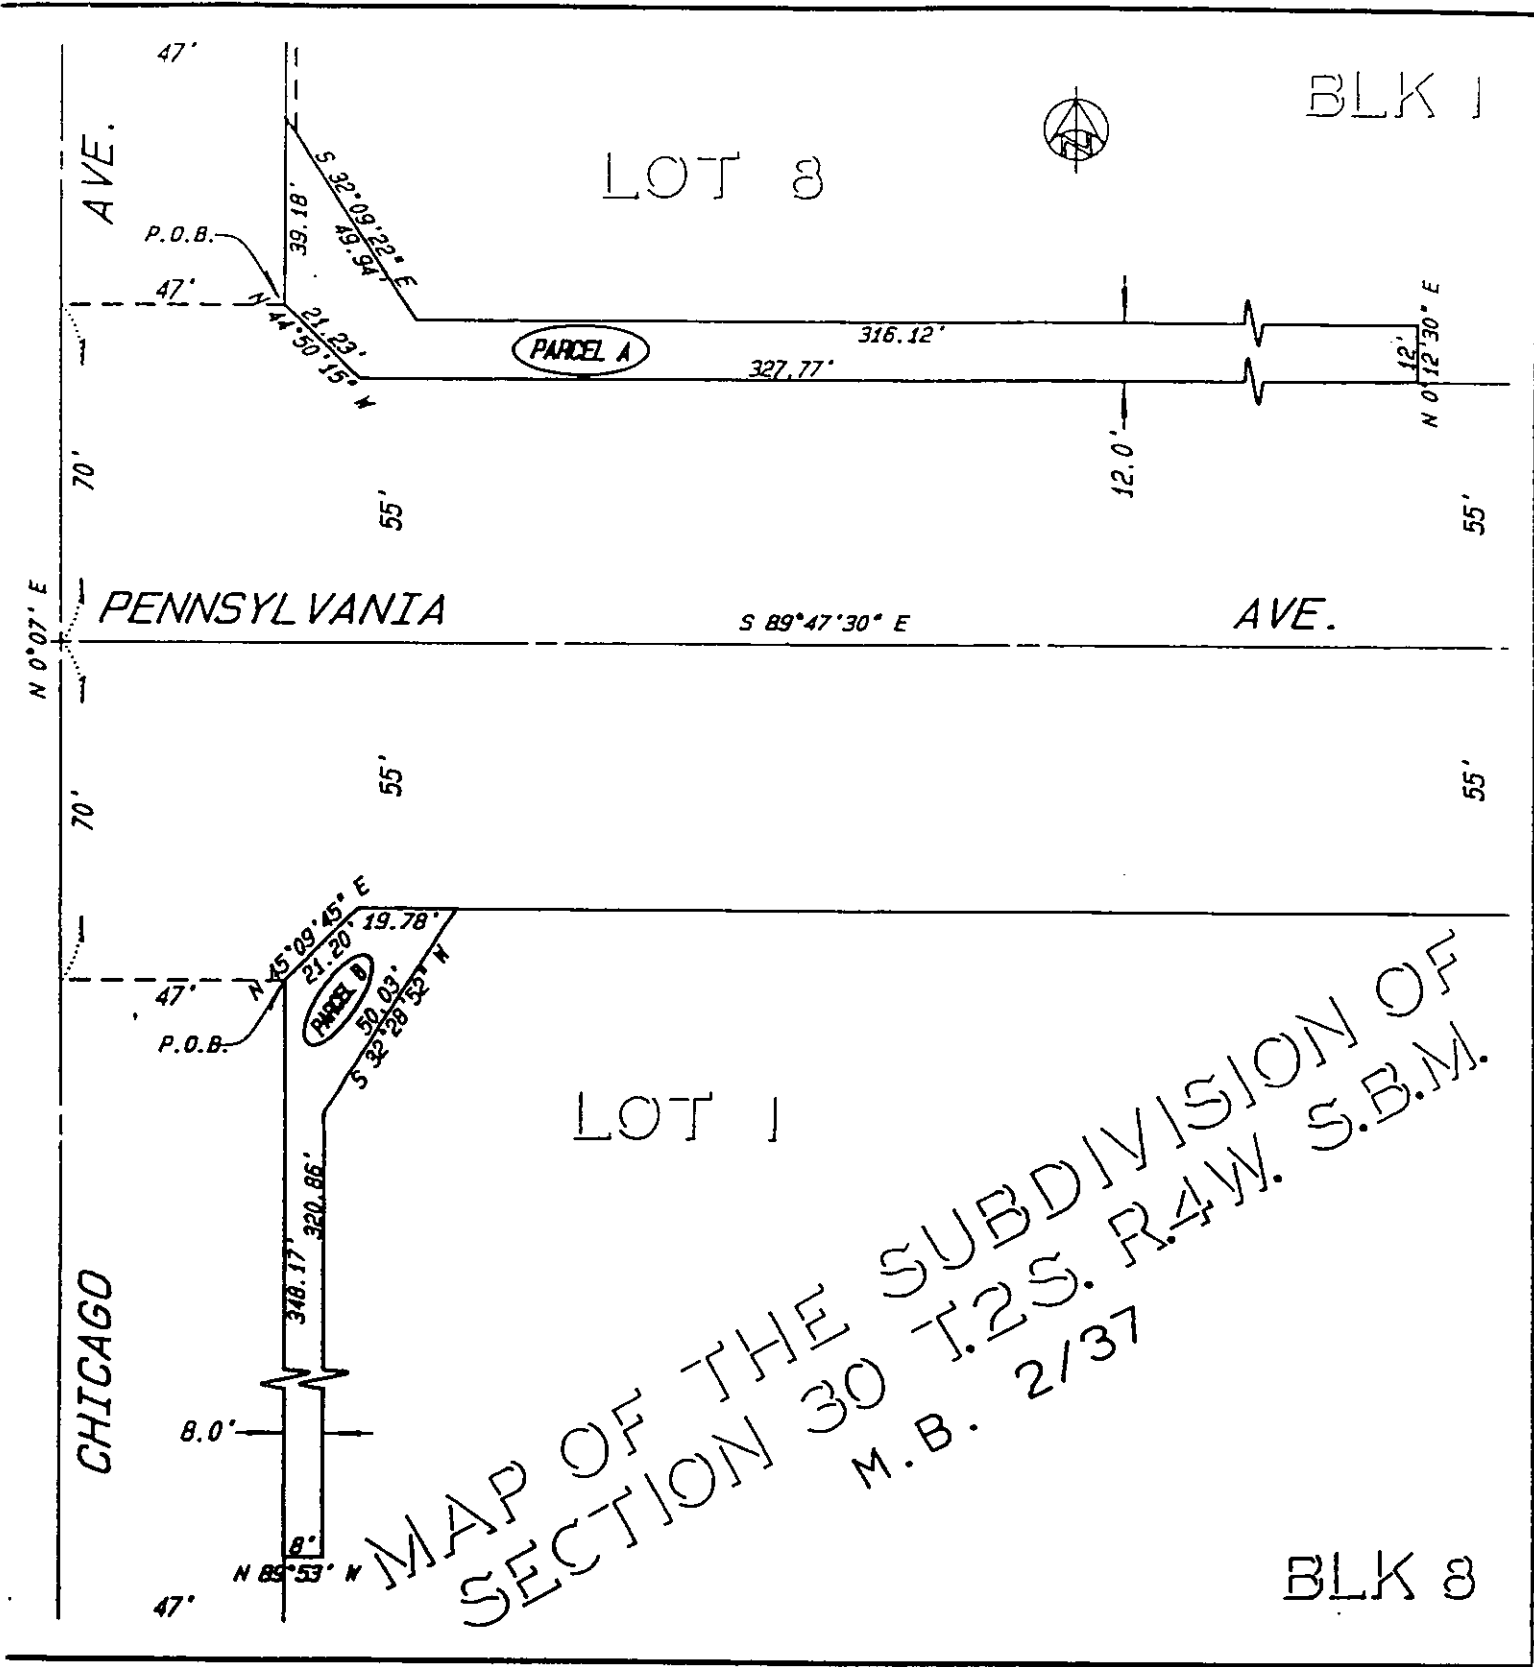 47'
BLK 1
AVE.
LOT 8
S 32°09'22" E
49.94'
39.18'
P.O.B.
47'
N 44°50'15" W
21.23'
PARCEL A
316.12'
327.77'
12'
N 0°12'30" E
12.0'
70'
55'
55'
N 0°07' E
PENNSYLVANIA
S 89°47'30" E
AVE.
70'
55'
55'
N 45°09'45" E
21.20'
19.78'
PARCEL B
50.03'
S 32°28'52" W
47'
P.O.B.
LOT 1
320.86'
348.17'
CHICAGO
8.0'
8'
N 89°53' W
47'
MAP OF THE SUBDIVISION OF
SECTION 30 T.2S. R.4W. S.B.M.
M.B. 2/37
BLK 8
N